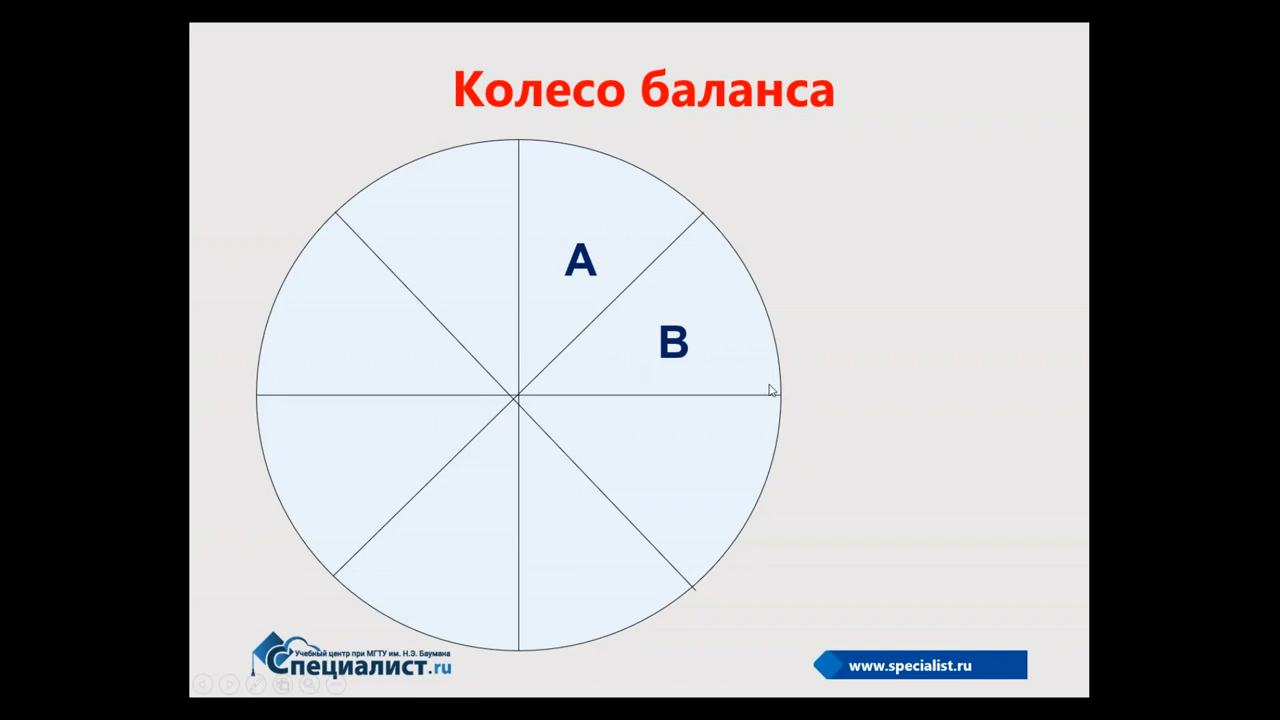 Колесо баланса
A
B
Учебный центр при МГТУ им. Н.Э. Баумана
Специалист.ru
www.specialist.ru